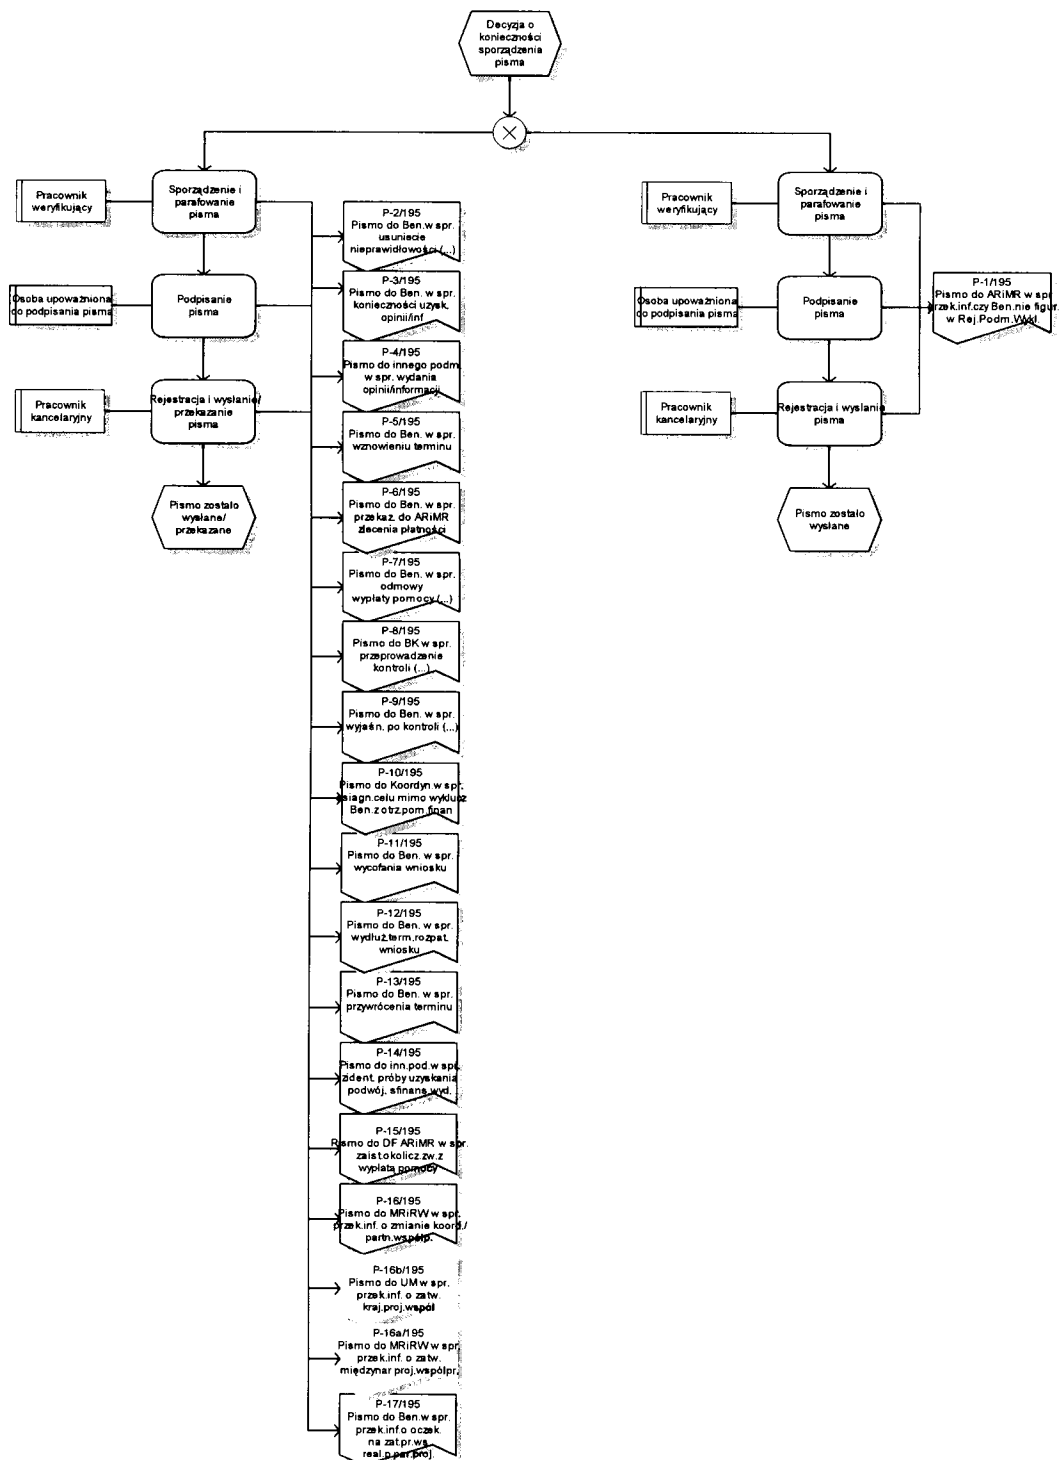 Decyzja o
konieczności
sporządzenia
pisma
Sporządzenie i
parafowanie
pisma
Pracownik
weryfikujący
Podpisanie
pisma
Osoba upoważniona
do podpisania pisma
Rejestracja i wysłanie/
przekazanie
pisma
Pracownik
kancelaryjny
Pismo zostało
wysłane/
przekazane
P-2/195
Pismo do Ben.w spr.
usuniecie
nieprawidłowości (...)
P-3/195
Pismo do Ben. w spr.
konieczności uzysk.
opinii/inf
P-4/195
Pismo do innego podm.
w spr. wydania
opinii/informacji
P-5/195
Pismo do Ben. w spr.
wznowieniu terminu
P-6/195
Pismo do Ben. w spr.
przekaz. do ARiMR
zlecenia płatności
P-7/195
Pismo do Ben. w spr.
odmowy
wypłaty pomocy (...)
P-8/195
Pismo do BK w spr.
przeprowadzenie
kontroli (...)
P-9/195
Pismo do Ben. w spr.
wyjaśn. po kontroli (...)
P-10/195
Pismo do Koordyn.w spr.
osiągn.celu mimo wyklucz
Ben.z otrz.pom.finan
P-11/195
Pismo do Ben. w spr.
wycofania wniosku
P-12/195
Pismo do Ben. w spr.
wydłuż.term.rozpat.
wniosku
P-13/195
Pismo do Ben. w spr.
przywrócenia terminu
P-14/195
Pismo do inn.pod.w spr.
zident. próby uzyskania
podwój. sfinans.wyd.
P-15/195
Pismo do DF ARiMR w spr.
zaist.okolicz.zw.z
wypłatą pomocy
P-16/195
Pismo do MRiRW w spr.
przek.inf. o zmianie koord./
partn.współp.
P-16b/195
Pismo do UM w spr.
przek.inf. o zatw.
kraj.proj.współ
P-16a/195
Pismo do MRiRW w spr.
przek.inf. o zatw.
międzynar proj.współpr.
P-17/195
Pismo do Ben.w spr.
przek.inf.o oczek.
na zat.pr.ws
real.p.par.proj.
Sporządzenie i
parafowanie
pisma
Pracownik
weryfikujący
Podpisanie
pisma
Osoba upoważniona
do podpisania pisma
Rejestracja i wysłanie
pisma
Pracownik
kancelaryjny
Pismo zostało
wysłane
P-1/195
Pismo do ARiMR w spr.
przek.inf.czy Ben.nie figur.
w Rej.Podm.Wykl.